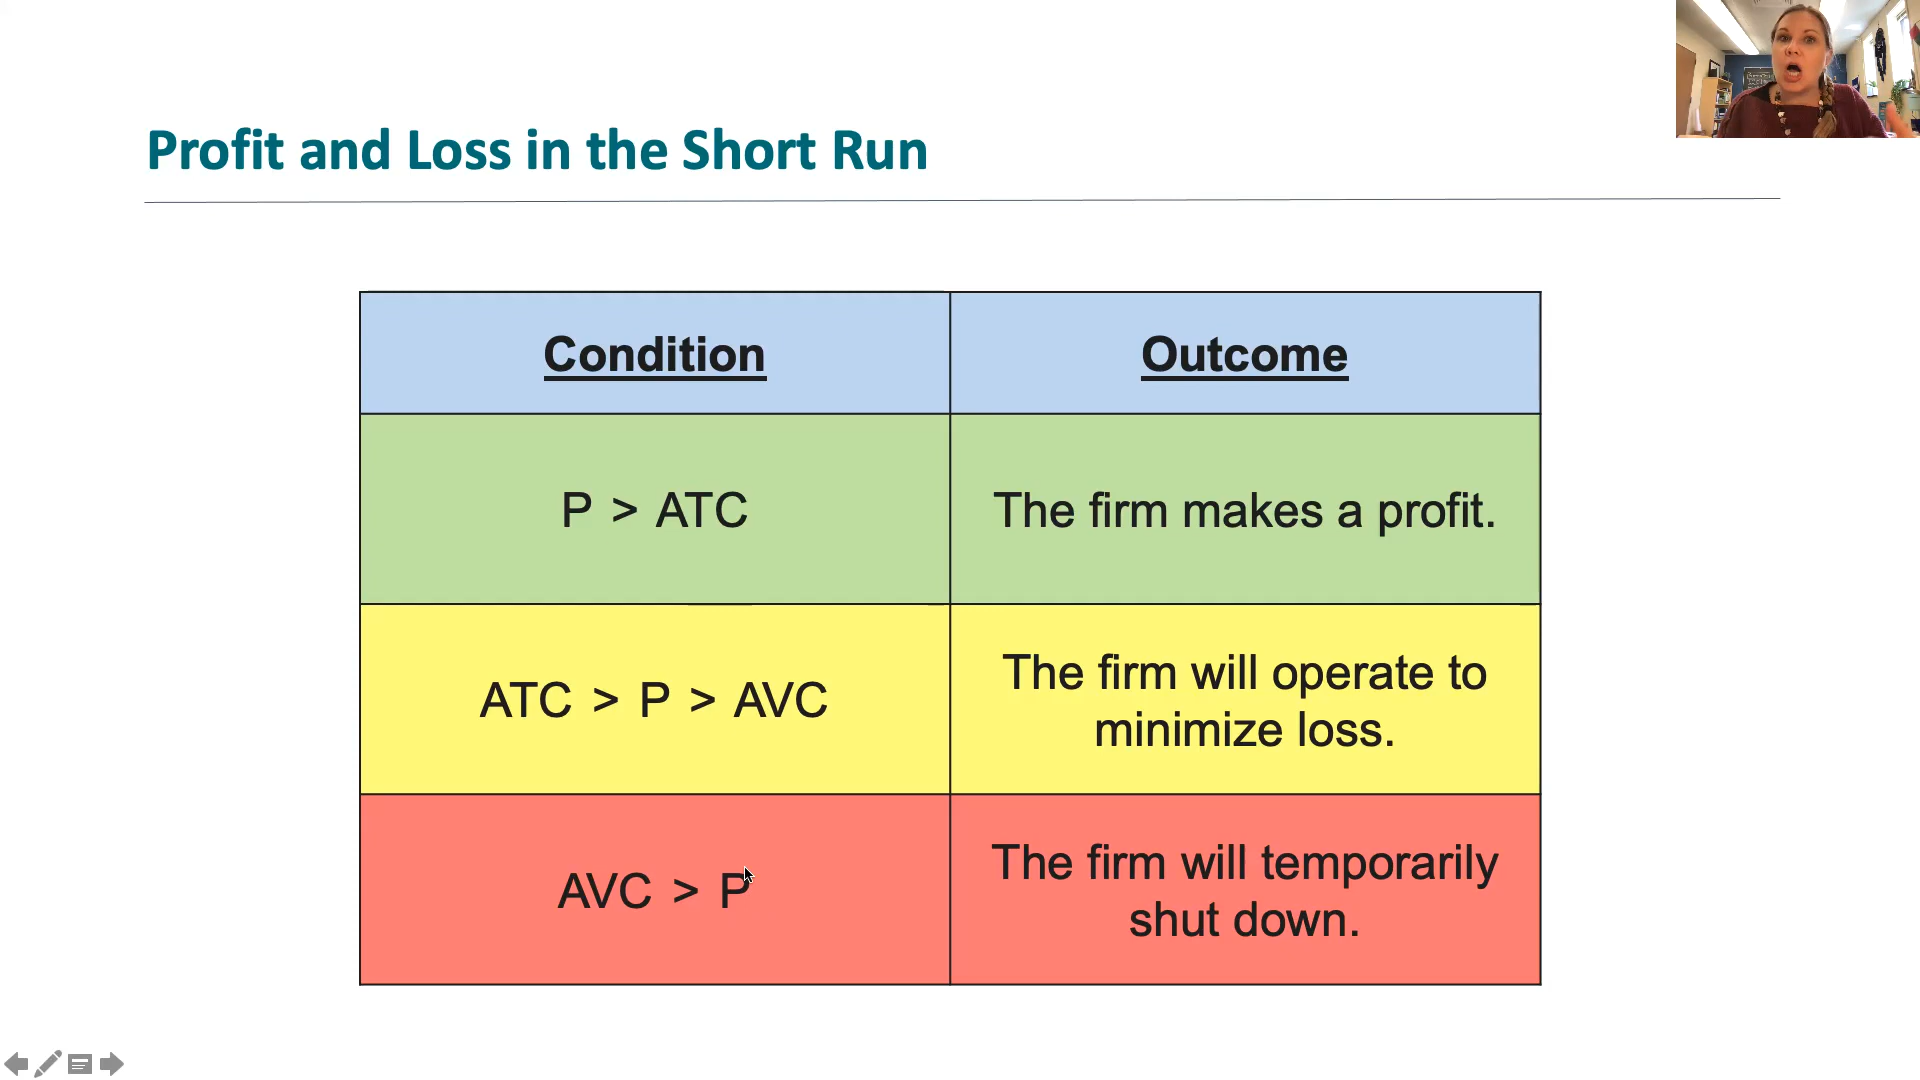 Profit and Loss in the Short Run
Condition
Outcome
P > ATC
The firm makes a profit.
ATC > P > AVC
The firm will operate to
minimize loss.
AVC > P
The firm will temporarily
shut down.